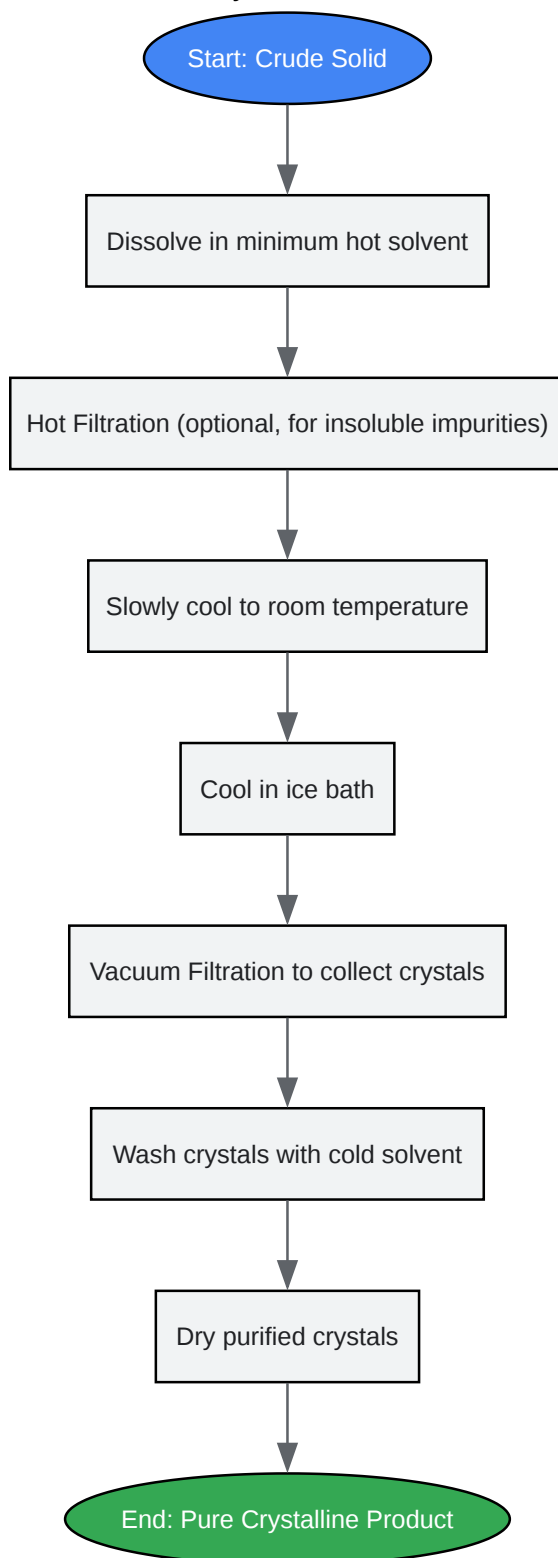 Start: Crude Solid
Dissolve in minimum hot solvent
Hot Filtration (optional, for insoluble impurities)
Slowly cool to room temperature
Cool in ice bath
Vacuum Filtration to collect crystals
Wash crystals with cold solvent
Dry purified crystals
End: Pure Crystalline Product